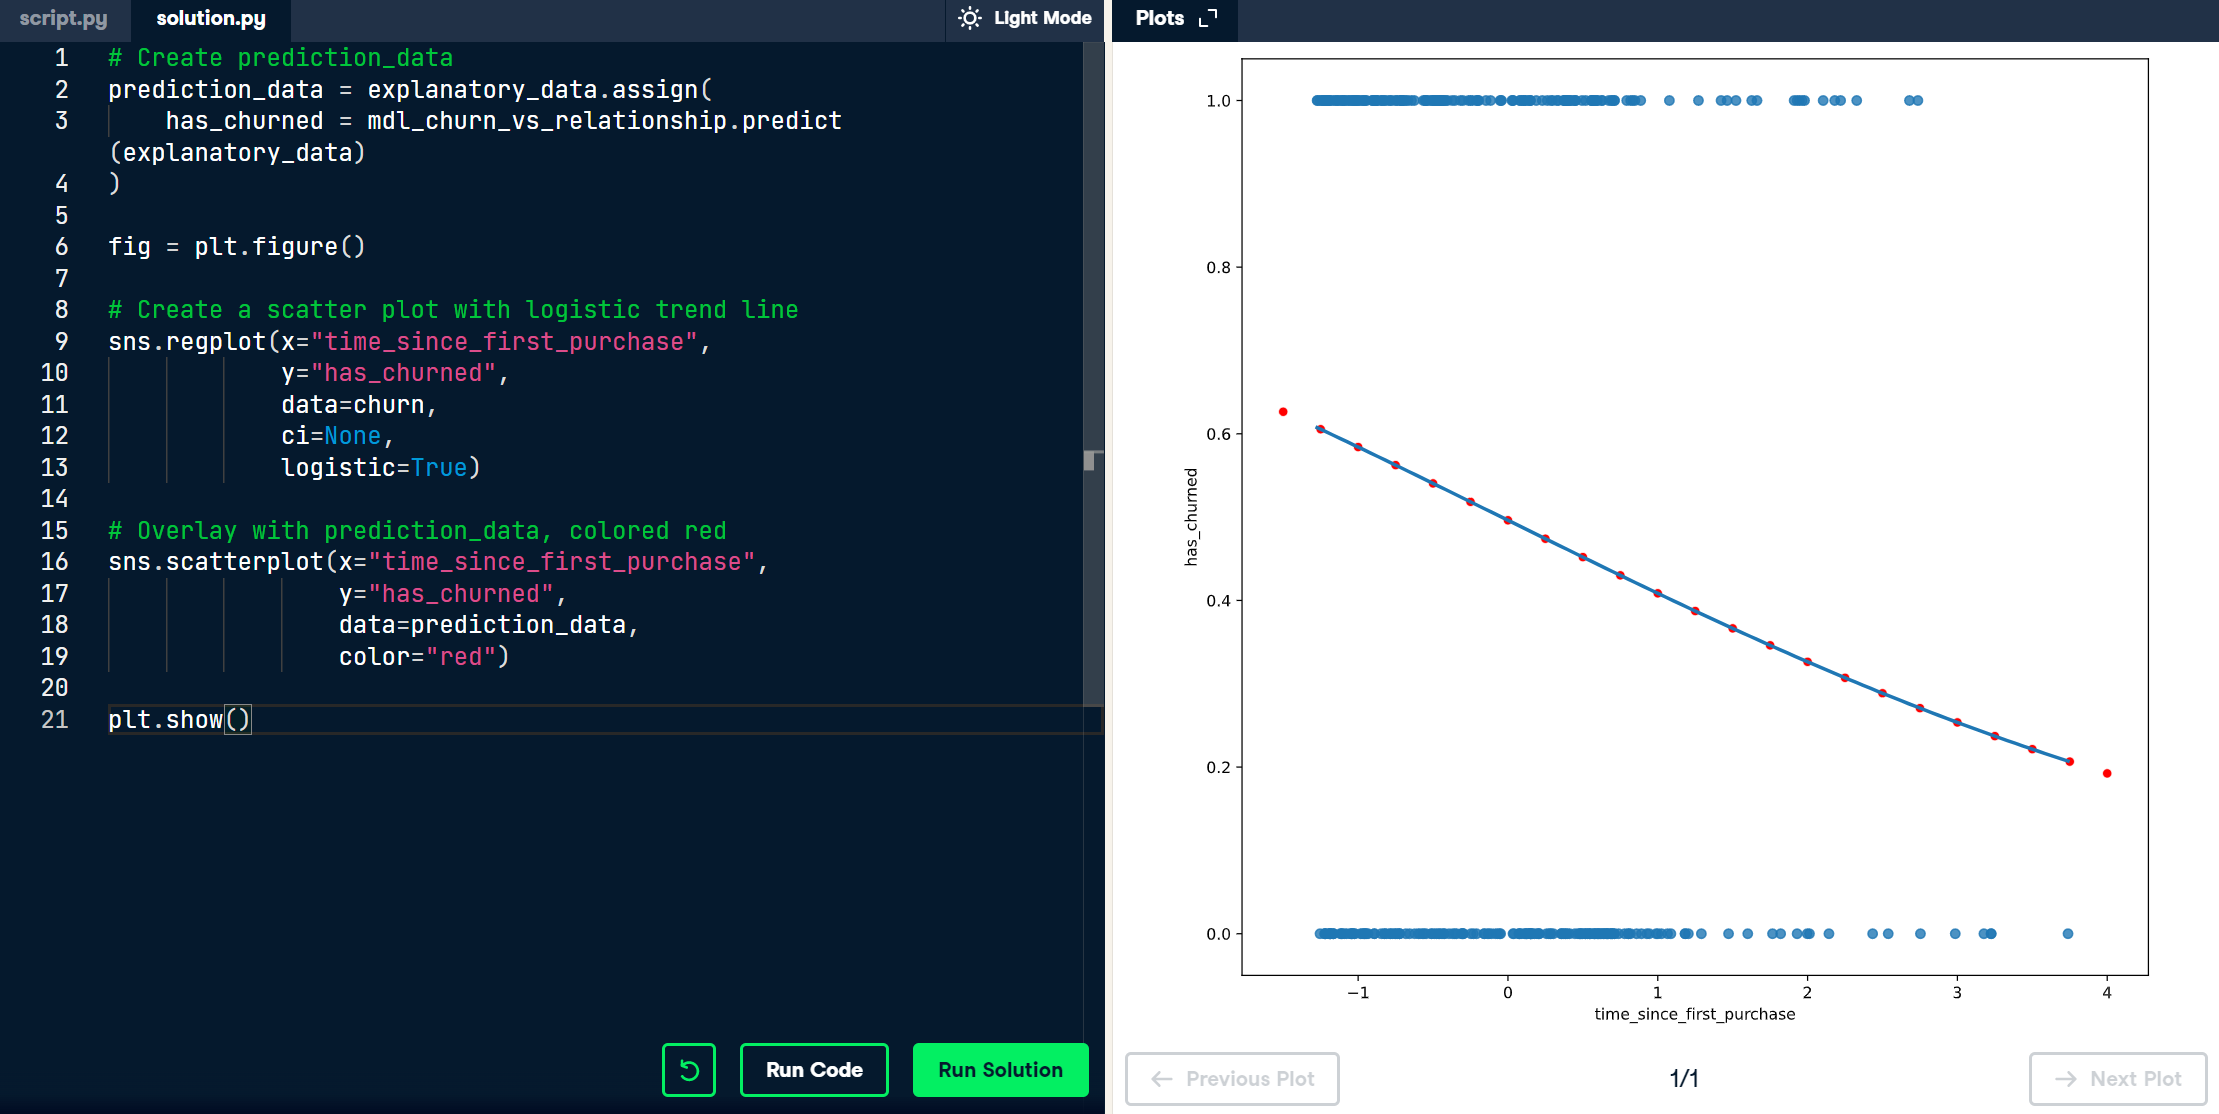 script.py
solution.py
Light Mode
1 # Create prediction_data
2 prediction_data = explanatory_data.assign(
3     has_churned = mdl_churn_vs_relationship.predict
(explanatory_data)
4 )
5
6 fig = plt.figure()
7
8 # Create a scatter plot with logistic trend line
9 sns.regplot(x="time_since_first_purchase",
10             y="has_churned",
11             data=churn,
12             ci=None,
13             logistic=True)
14
15 # Overlay with prediction_data, colored red
16 sns.scatterplot(x="time_since_first_purchase",
17                 y="has_churned",
18                 data=prediction_data,
19                 color="red")
20
21 plt.show()
Run Code
Run Solution
Plots
1.0
0.8
0.6
0.4
0.2
0.0
has_churned
−1 0 1 2 3 4
time_since_first_purchase
Previous Plot
1/1
Next Plot